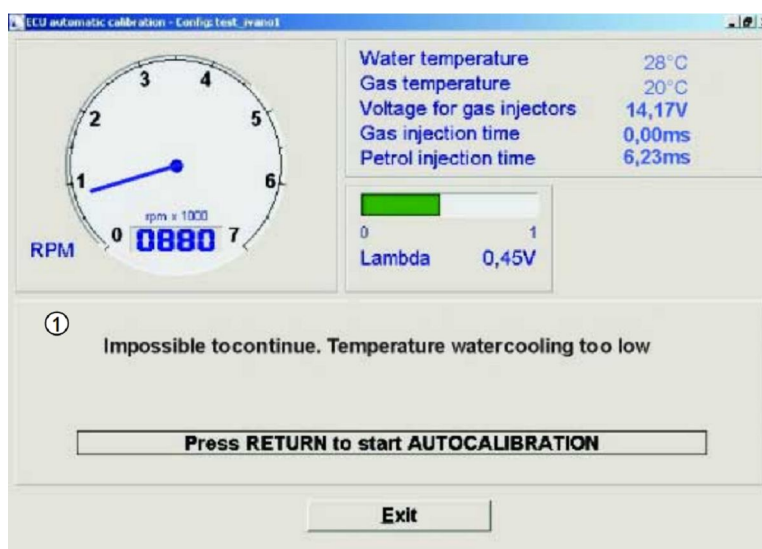 ECU automatic calibration - Config: test_ivano1
Water temperature 28°C
Gas temperature 20°C
Voltage for gas injectors 14,17V
Gas injection time 0,00ms
Petrol injection time 6,23ms
0 1 2 3 4 5 6 7
rpm x 1000
0880
RPM
0 1
Lambda 0,45V
①
Impossible tocontinue. Temperature watercooling too low
Press RETURN to start AUTOCALIBRATION
Exit